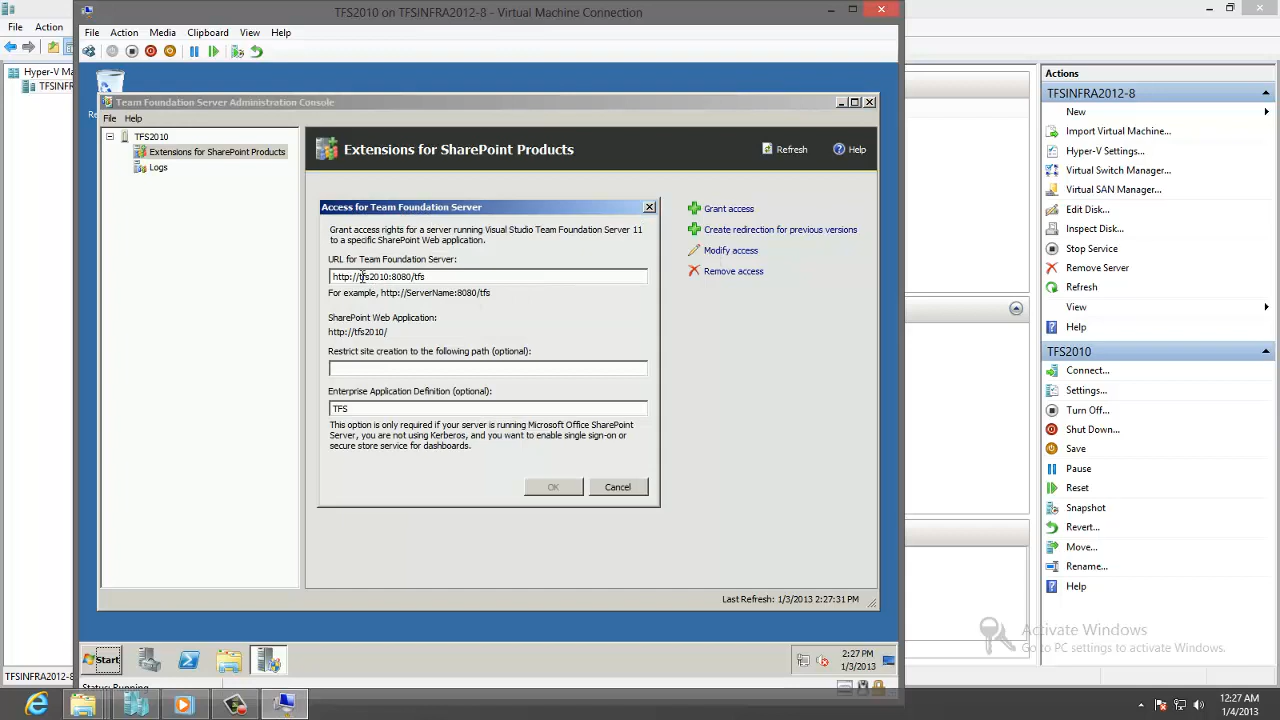 TFS2010 on TFSINFRA2012-8 - Virtual Machine Connection
File Action
File Action Media Clipboard View Help
Hyper-V Ma
TFSINFR
Team Foundation Server Administration Console
File Help
TFS2010
Extensions for SharePoint Products
Logs
Extensions for SharePoint Products
Refresh
Help
Grant access
Create redirection for previous versions
Modify access
Remove access
Access for Team Foundation Server
Grant access rights for a server running Visual Studio Team Foundation Server 11
to a specific SharePoint Web application.
URL for Team Foundation Server:
http://tfs2010:8080/tfs
For example, http://ServerName:8080/tfs
SharePoint Web Application:
http://tfs2010/
Restrict site creation to the following path (optional):
Enterprise Application Definition (optional):
TFS
This option is only required if your server is running Microsoft Office SharePoint
Server, you are not using Kerberos, and you want to enable single sign-on or
secure store service for dashboards.
OK
Cancel
Last Refresh: 1/3/2013 2:27:31 PM
Start
2:27 PM
1/3/2013
Status: Running
TFSINFRA2012-8
Actions
TFSINFRA2012-8
New
Import Virtual Machine...
Hyper-V Settings...
Virtual Switch Manager...
Virtual SAN Manager...
Edit Disk...
Inspect Disk...
Stop Service
Remove Server
Refresh
View
Help
TFS2010
Connect...
Settings...
Turn Off...
Shut Down...
Save
Pause
Reset
Snapshot
Revert...
Move...
Rename...
Help
Activate Windows
Go to PC settings to activate Windows.
12:27 AM
1/4/2013